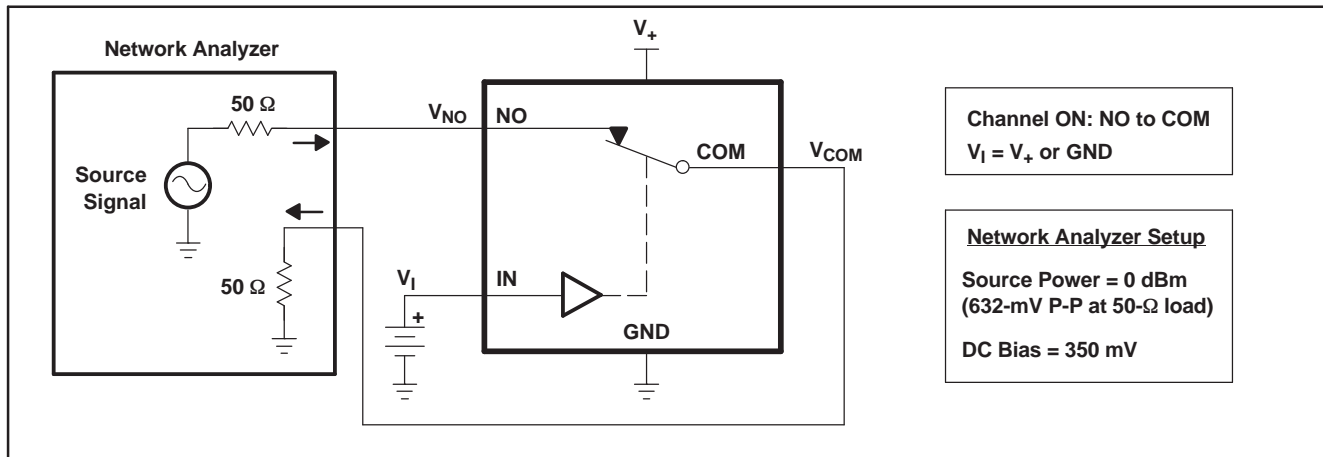 V+
Network Analyzer
50 Ω
VNO
NO
COM
VCOM
Source
Signal
50 Ω
VI
IN
+
GND
Channel ON: NO to COM
VI = V+ or GND
Network Analyzer Setup
Source Power = 0 dBm
(632-mV P-P at 50-Ω load)
DC Bias = 350 mV